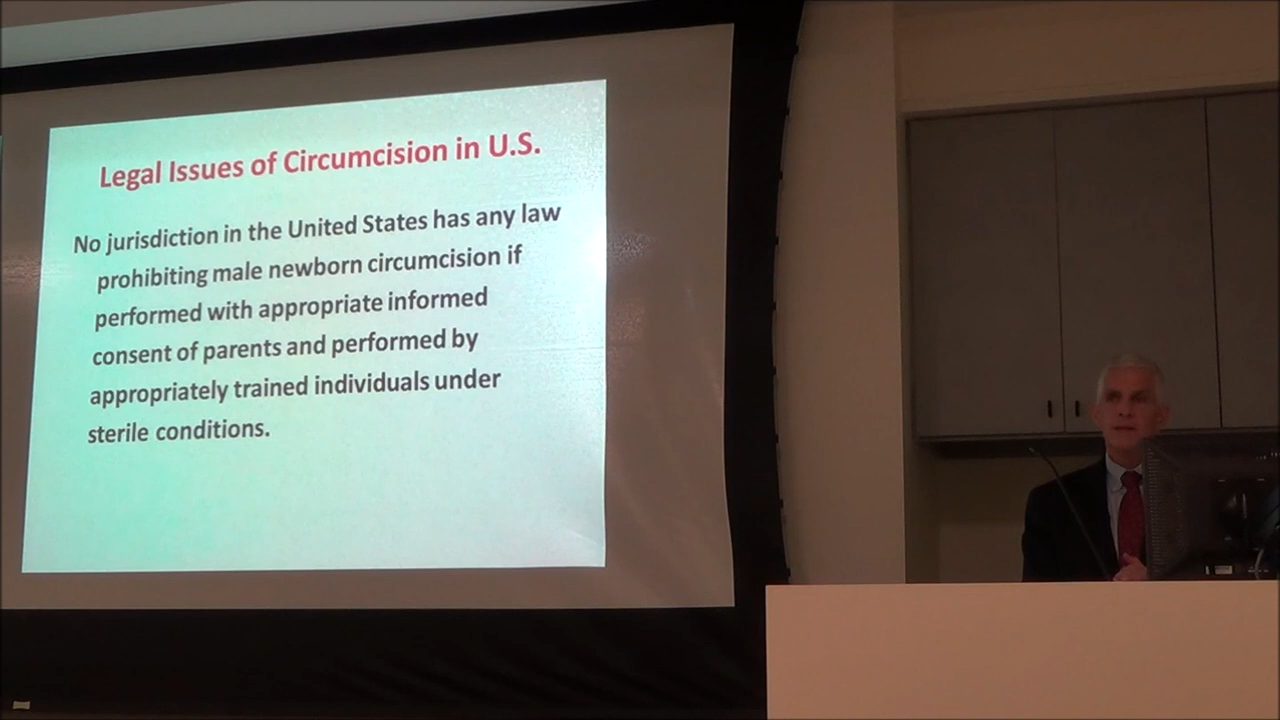 Legal Issues of Circumcision in U.S.
No jurisdiction in the United States has any law
prohibiting male newborn circumcision if
performed with appropriate informed
consent of parents and performed by
appropriately trained individuals under
sterile conditions.